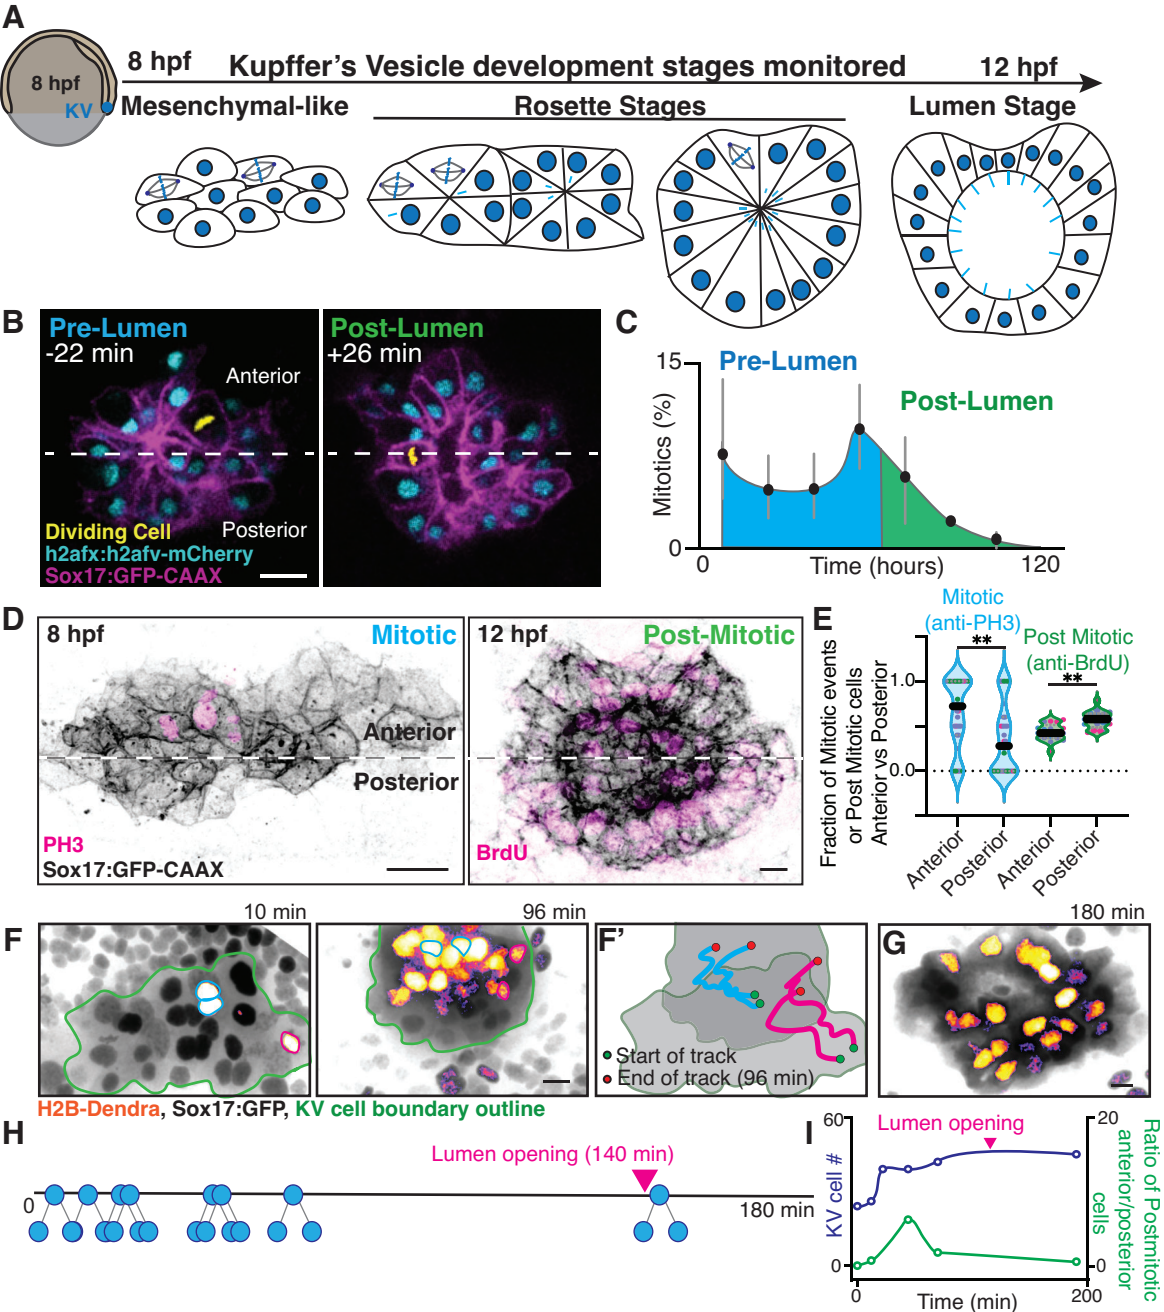 A
8 hpf
Kupffer's Vesicle development stages monitored
12 hpf
8 hpf
KV
Mesenchymal-like
Rosette Stages
Lumen Stage
B
Pre-Lumen
-22 min
Anterior
Posterior
Dividing Cell
h2afx:h2afv-mCherry
Sox17:GFP-CAAX
Post-Lumen
+26 min
C
15
Pre-Lumen
Post-Lumen
Mitotics (%)
0
0
Time (hours)
120
D
8 hpf
Mitotic
Anterior
Posterior
PH3
Sox17:GFP-CAAX
12 hpf
Post-Mitotic
BrdU
E
Mitotic
(anti-PH3)
**
Post Mitotic
(anti-BrdU)
**
Fraction of Mitotic events
or Post Mitotic cells
Anterior vs Posterior
1.0
0.0
Anterior
Posterior
Anterior
Posterior
F
10 min
96 min
H2B-Dendra, Sox17:GFP, KV cell boundary outline
F'
Start of track
End of track (96 min)
G
180 min
H
Lumen opening (140 min)
0
180 min
I
60
KV cell #
0
Lumen opening
20
0
Ratio of Postmitotic
anterior/posterior
cells
0
Time (min)
200